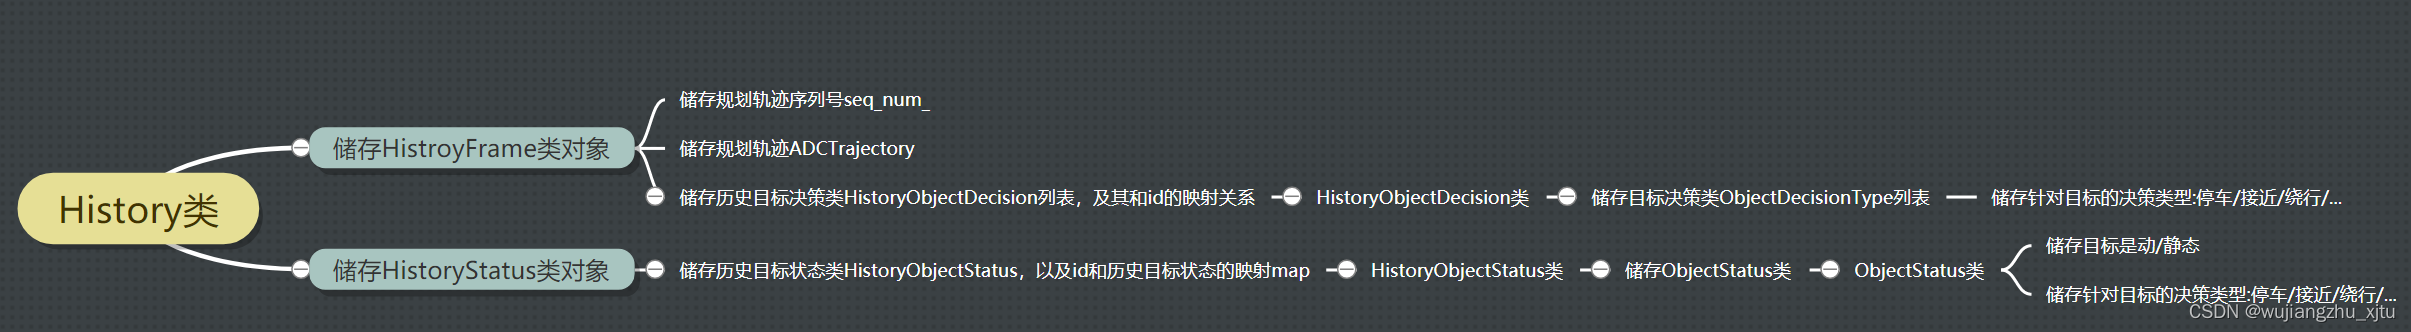 History类
储存HistroyFrame类对象
储存规划轨迹序列号seq_num_
储存规划轨迹ADCTrajectory
储存历史目标决策类HistoryObjectDecision列表，及其和id的映射关系
HistoryObjectDecision类
储存目标决策类ObjectDecisionType列表
储存针对目标的决策类型:停车/接近/绕行/...
储存HistoryStatus类对象
储存历史目标状态类HistoryObjectStatus，以及id和历史目标状态的映射map
HistoryObjectStatus类
储存ObjectStatus类
ObjectStatus类
储存目标是动/静态
储存针对目标的决策类型:停车/接近/绕行/...
CSDN @wujiangzhu_xjtu